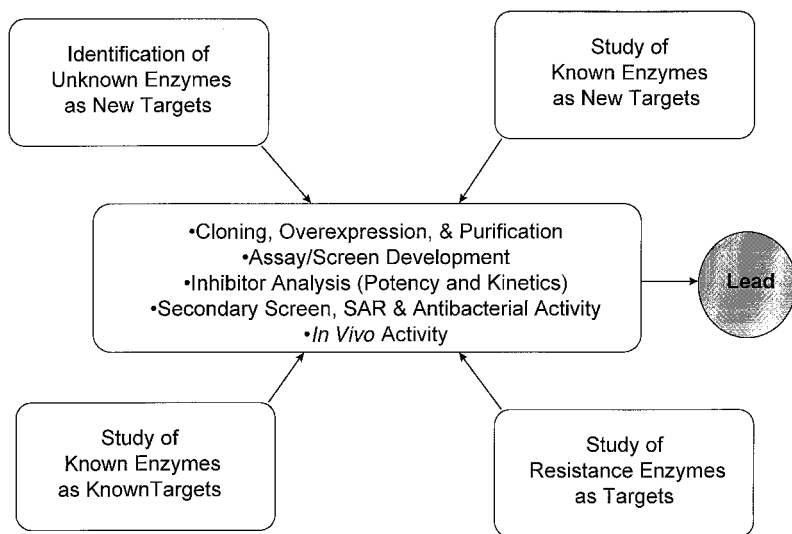 Identification of
Unknown Enzymes
as New Targets
Study of
Known Enzymes
as New Targets
•Cloning, Overexpression, & Purification
•Assay/Screen Development
•Inhibitor Analysis (Potency and Kinetics)
•Secondary Screen, SAR & Antibacterial Activity
•In Vivo Activity
Lead
Study of
Known Enzymes
as KnownTargets
Study of
Resistance Enzymes
as Targets